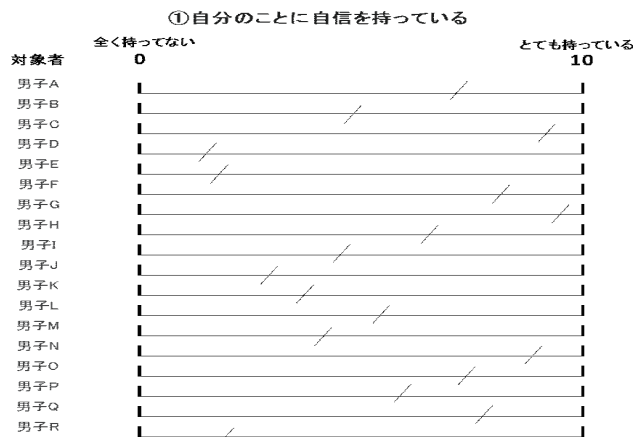 ①自分のことに自信を持っている
全く持ってない とても持っている
対象者 0 10
男子A
男子B
男子C
男子D
男子E
男子F
男子G
男子H
男子I
男子J
男子K
男子L
男子M
男子N
男子O
男子P
男子Q
男子R